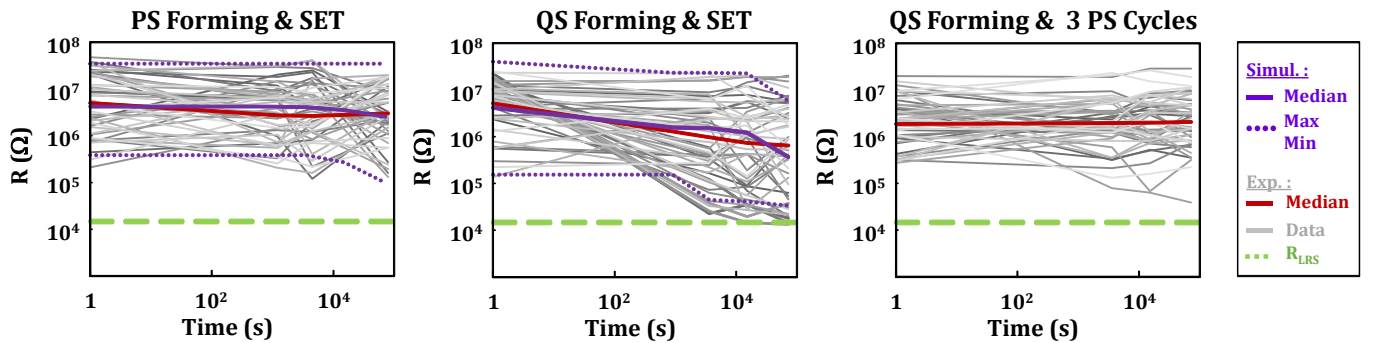 PS Forming & SET
R (Ω)
10⁸
10⁷
10⁶
10⁵
10⁴
1
10²
10⁴
Time (s)
QS Forming & SET
R (Ω)
10⁸
10⁷
10⁶
10⁵
10⁴
1
10²
10⁴
Time (s)
QS Forming & 3 PS Cycles
R (Ω)
10⁸
10⁷
10⁶
10⁵
10⁴
1
10²
10⁴
Time (s)
Simul. :
Median
Max
Min
Exp. :
Median
Data
R_LRS